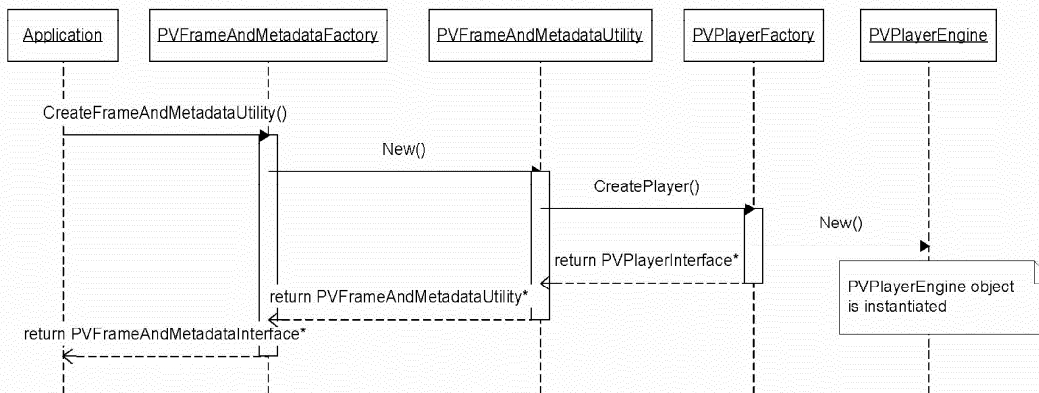 Application
PVFrameAndMetadataFactory
PVFrameAndMetadataUtility
PVPlayerFactory
PVPlayerEngine
CreateFrameAndMetadataUtility()
New()
CreatePlayer()
New()
return PVPlayerInterface*
PVPlayerEngine object
is instantiated
return PVFrameAndMetadataUtility*
return PVFrameAndMetadataInterface*